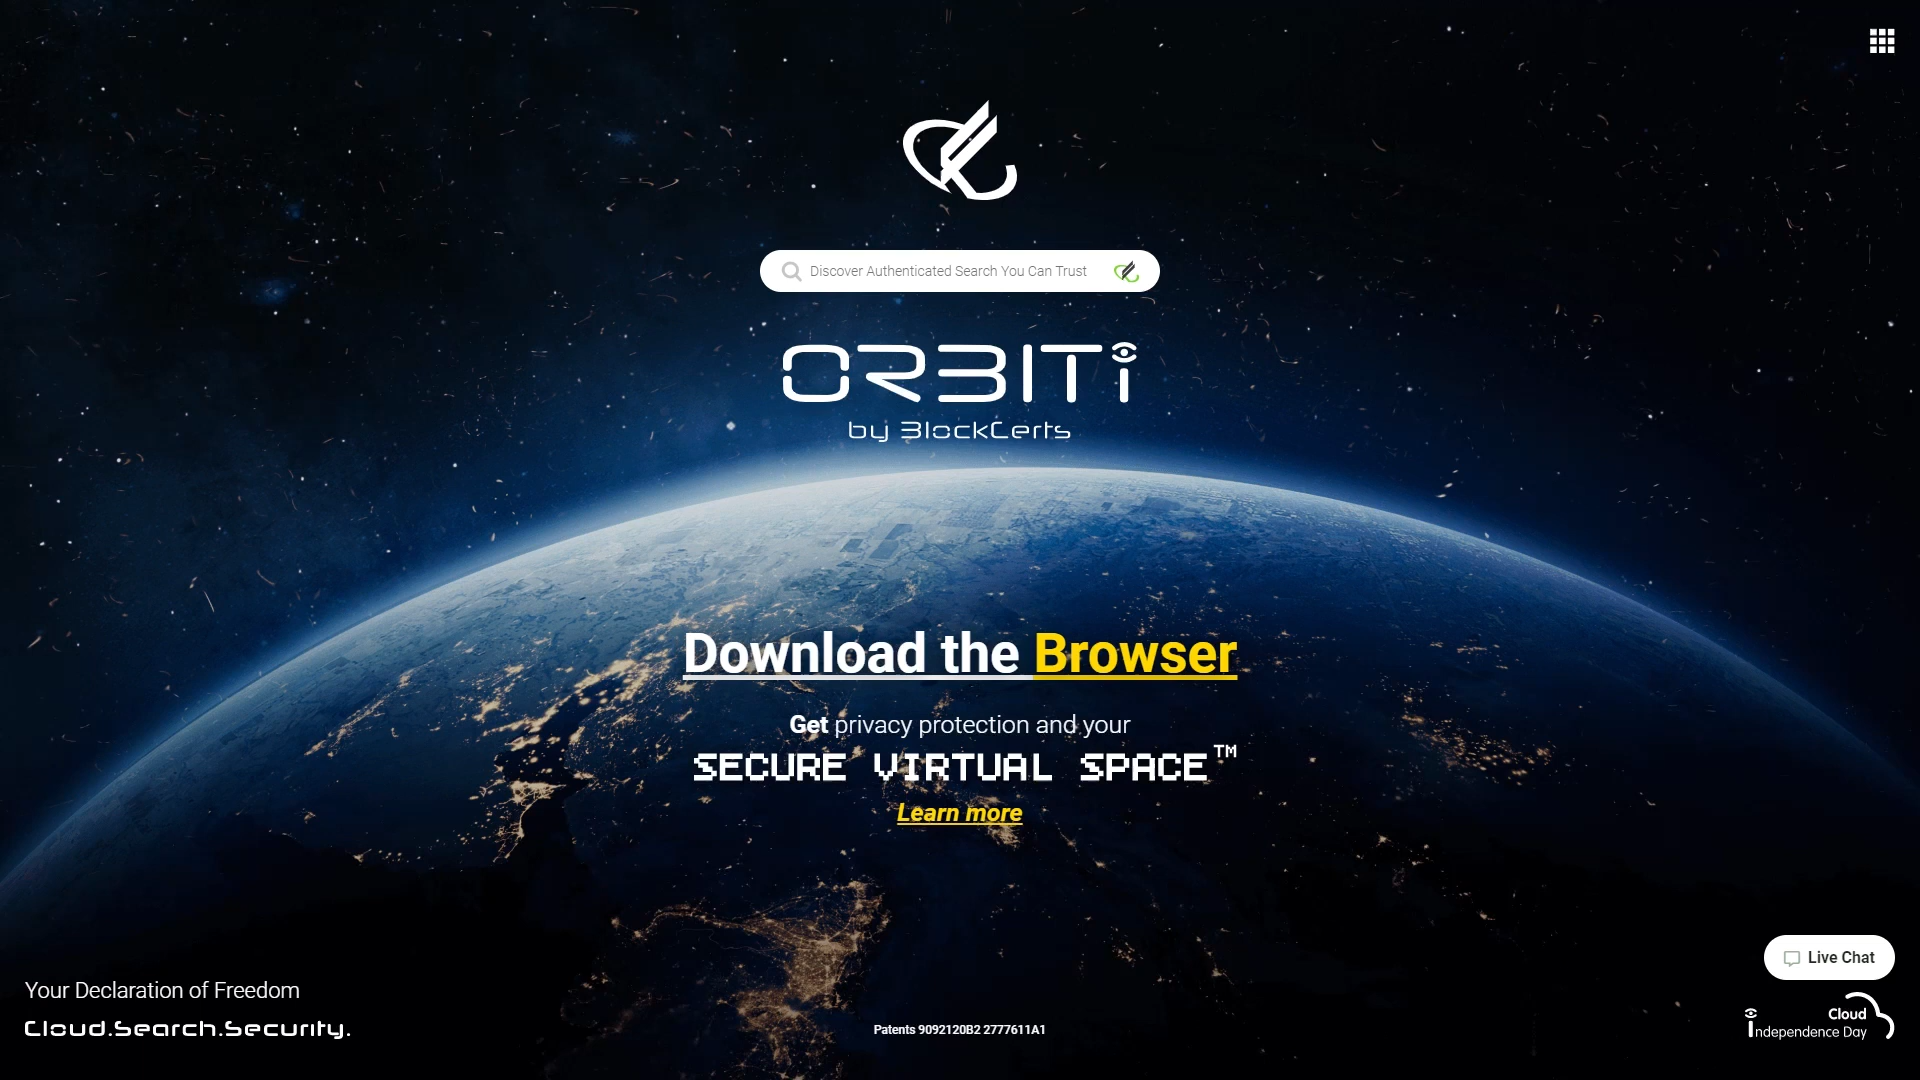 Discover Authenticated Search You Can Trust
ORBITi
by BlockCerts
Download the Browser
Get privacy protection and your
SECURE VIRTUAL SPACE™
Learn more
Live Chat
Your Declaration of Freedom
Cloud.Search.Security.
Patents 9092120B2 2777611A1
Cloud
independence Day